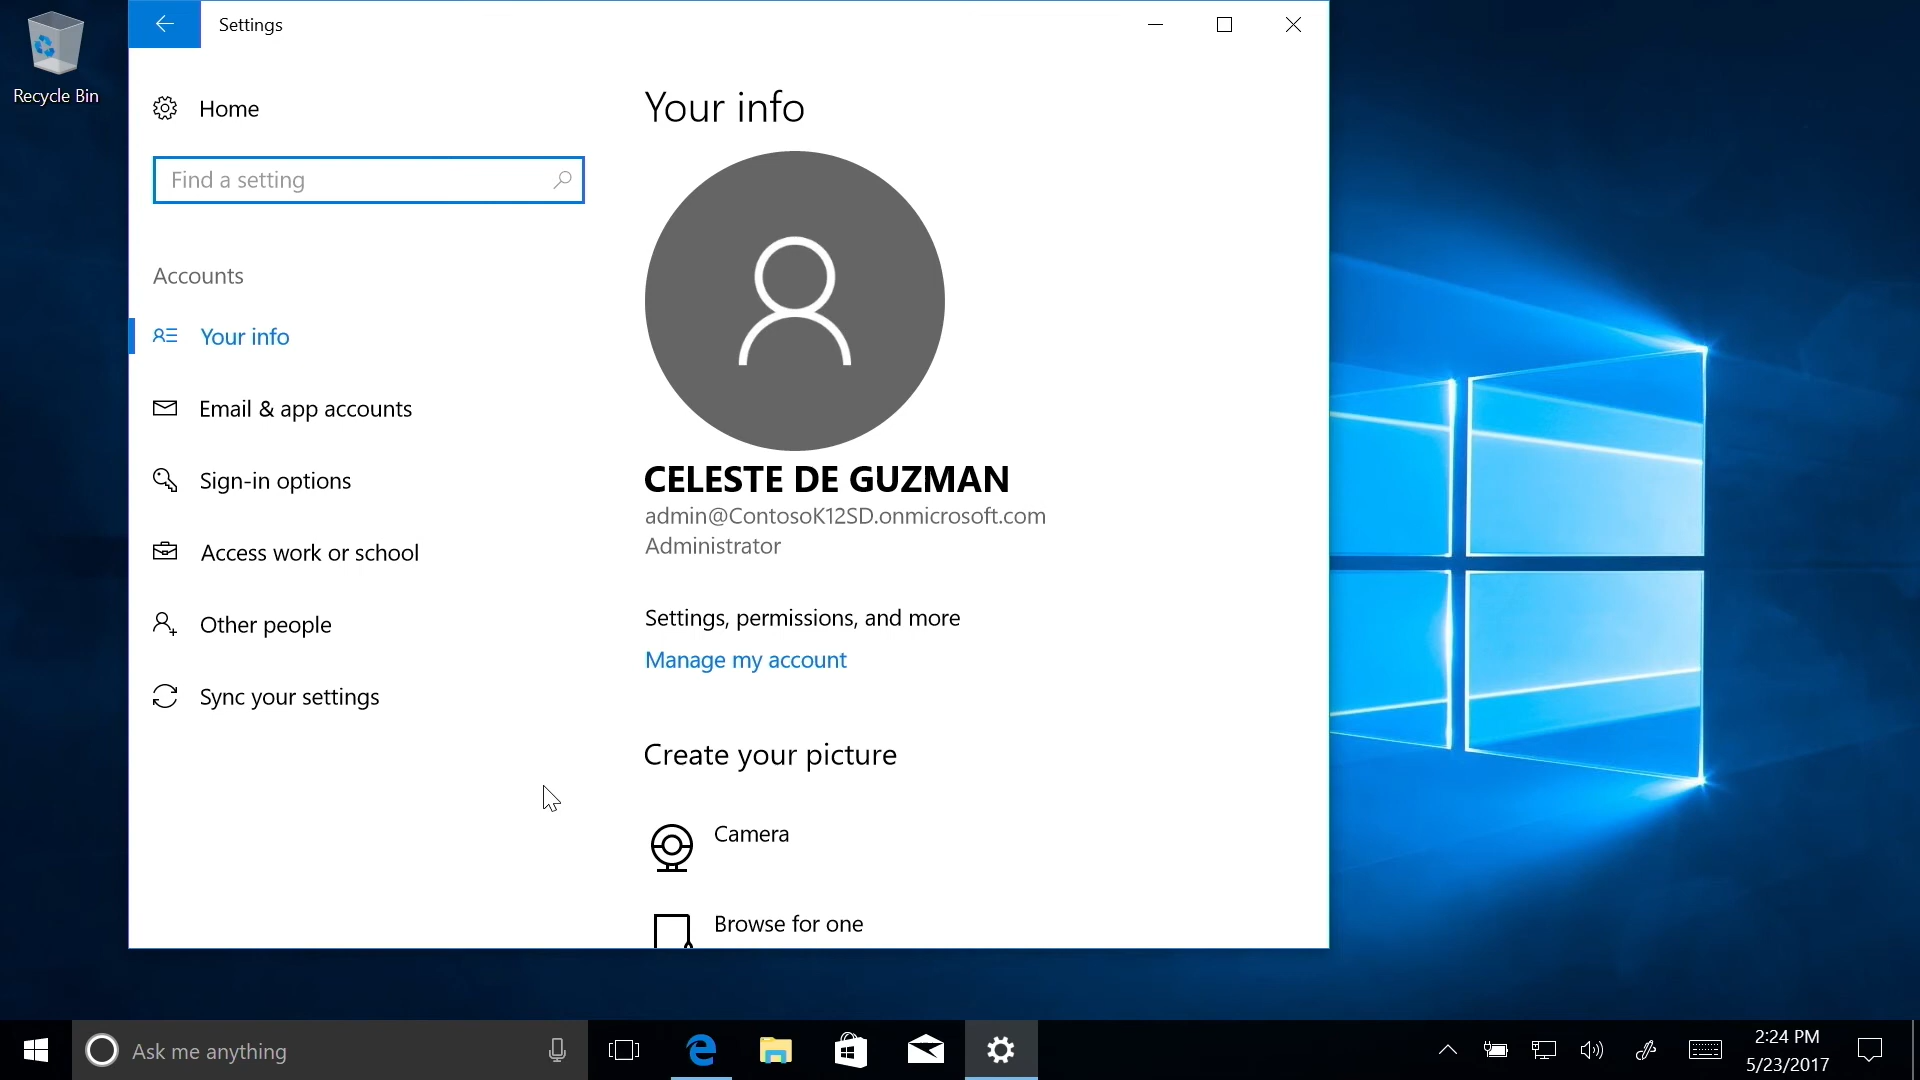 Recycle Bin
Settings
Home
Find a setting
Accounts
Your info
Email & app accounts
Sign-in options
Access work or school
Other people
Sync your settings
Your info
CELESTE DE GUZMAN
admin@ContosoK12SD.onmicrosoft.com
Administrator
Settings, permissions, and more
Manage my account
Create your picture
Camera
Browse for one
Ask me anything
2:24 PM
5/23/2017